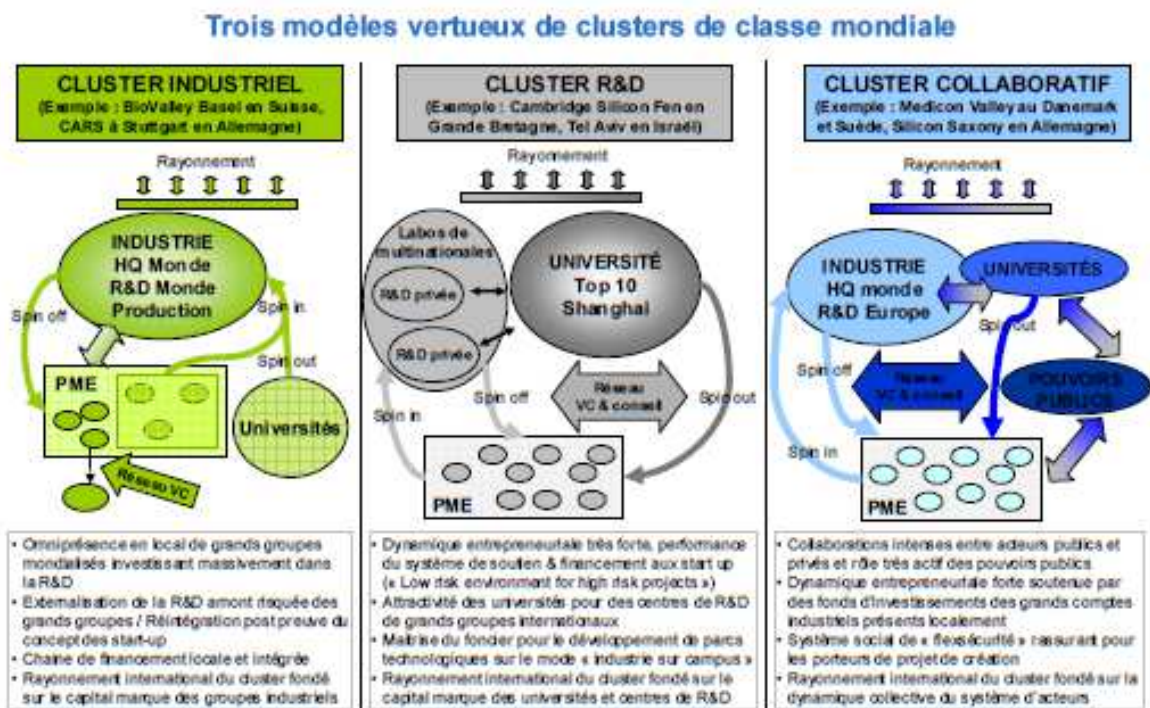 Trois modèles vertueux de clusters de classe mondiale
CLUSTER INDUSTRIEL
(Exemple : BioValley Basel en Suisse,
CARS à Stuttgart en Allemagne)
Rayonnement
INDUSTRIE
HQ Monde
R&D Monde
Production
Spin off
Spin in
Spin out
PME
Universités
Réseau VC
• Omniprésence en local de grands groupes
mondialisés investissant massivement dans
la R&D
• Externalisation de la R&D amont risquée des
grands groupes / Réintégration post preuve du
concept des start-up
• Chaine de financement locale et intégrée
• Rayonnement international du cluster fondé
sur le capital marque des groupes industriels
CLUSTER R&D
(Exemple : Cambridge Silicon Fen en
Grande Bretagne, Tel Aviv en Israël)
Rayonnement
Labos de
multinationales
R&D privée
R&D privée
UNIVERSITÉ
Top 10
Shanghai
Spin in
Spin off
Réseau
VC & conseil
Spin out
PME
• Dynamique entrepreneuriale très forte, performance
du système de soutien & financement aux start up
(« Low risk environment for high risk projects »)
• Attractivité des universités pour des centres de R&D
de grands groupes internationaux
• Maitrise du foncier pour le développement de parcs
technologiques sur le mode « industrie sur campus »
• Rayonnement international du cluster fondé sur le
capital marque des universités et centres de R&D
CLUSTER COLLABORATIF
(Exemple : Medicon Valley au Danemark
et Suède, Silicon Saxony en Allemagne)
Rayonnement
INDUSTRIE
HQ monde
R&D Europe
UNIVERSITÉS
Spin out
Spin off
Réseau
VC & conseil
POUVOIRS
PUBLICS
Spin in
PME
• Collaborations intenses entre acteurs publics et
privés et rôle très actif des pouvoirs publics
• Dynamique entrepreneuriale forte soutenue par
des fonds d'investissements des grands comptes
industriels présents localement
• Système social de « flexsécurité » rassurant pour
les porteurs de projet de création
• Rayonnement international du cluster fondé sur la
dynamique collective du système d'acteurs